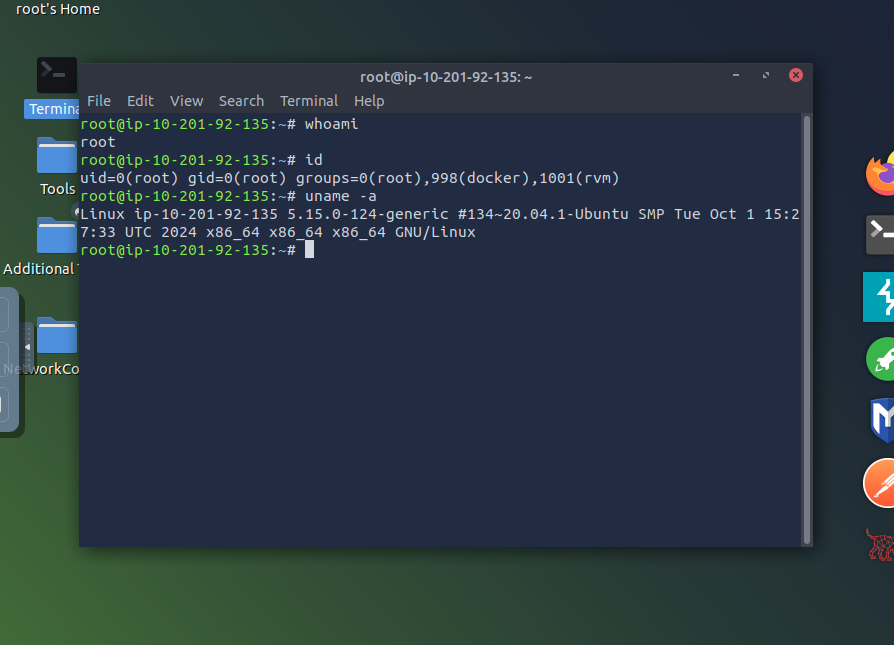 root's Home
Termina
Tools
Additional
NetworkCo
root@ip-10-201-92-135: ~
File Edit View Search Terminal Help
root@ip-10-201-92-135:~# whoami
root
root@ip-10-201-92-135:~# id
uid=0(root) gid=0(root) groups=0(root),998(docker),1001(rvm)
root@ip-10-201-92-135:~# uname -a
Linux ip-10-201-92-135 5.15.0-124-generic #134~20.04.1-Ubuntu SMP Tue Oct 1 15:2
7:33 UTC 2024 x86_64 x86_64 x86_64 GNU/Linux
root@ip-10-201-92-135:~#